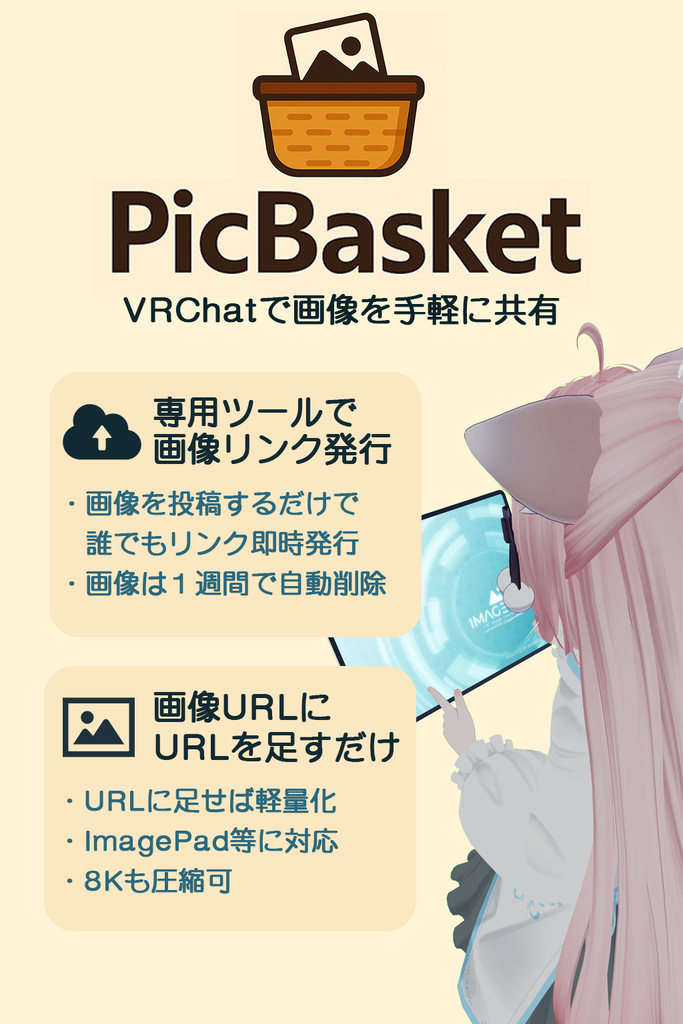 PicBasket
VRChatで画像を手軽に共有
専用ツールで
画像リンク発行
・画像を投稿するだけで
誰でもリンク即時発行
・画像は1週間で自動削除
画像URLに
URLを足すだけ
・URLに足せば軽量化
・ImagePad等に対応
・8Kも圧縮可